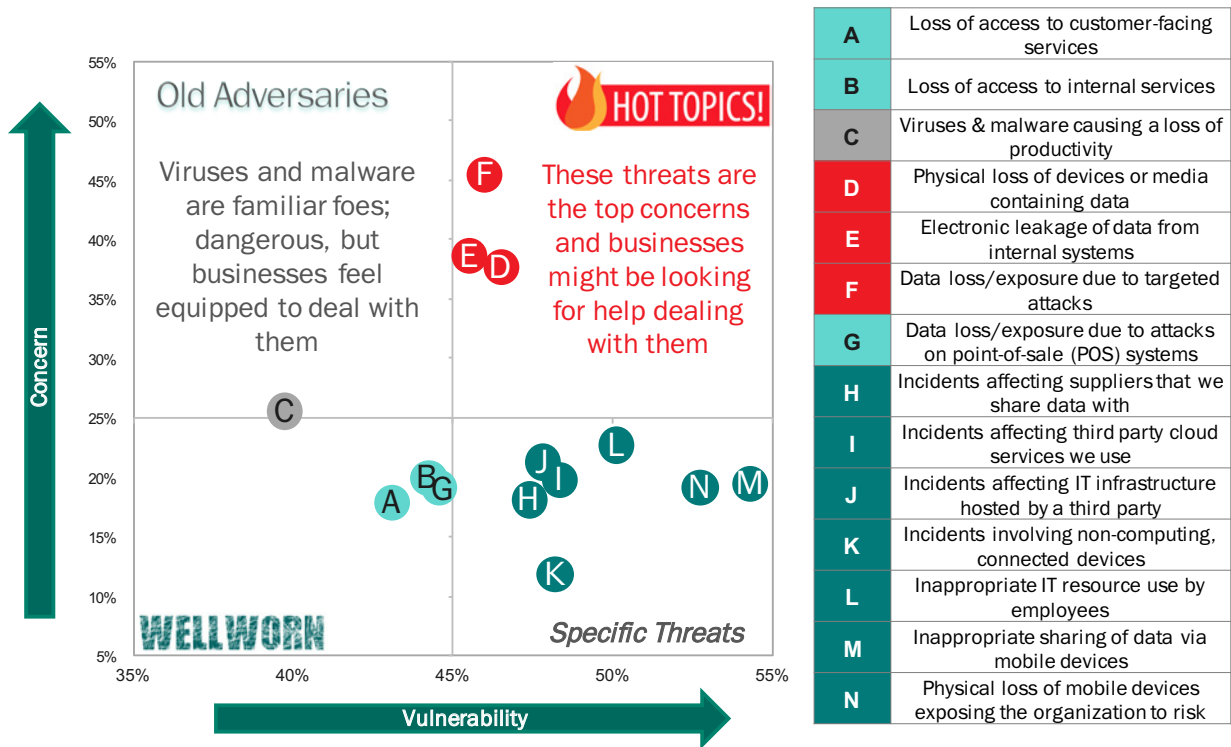 55%
50%
45%
40%
35%
30%
25%
20%
15%
10%
5%
35%
40%
45%
50%
55%
Concern
Vulnerability
Old Adversaries
Viruses and malware
are familiar foes;
dangerous, but
businesses feel
equipped to deal with
them
HOT TOPICS!
These threats are
the top concerns
and businesses
might be looking
for help dealing
with them
F
E
D
C
A
B
G
J
I
H
L
N
M
K
WELLWORN
Specific Threats
A
Loss of access to customer-facing
services
B
Loss of access to internal services
C
Viruses & malware causing a loss of
productivity
D
Physical loss of devices or media
containing data
E
Electronic leakage of data from
internal systems
F
Data loss/exposure due to targeted
attacks
G
Data loss/exposure due to attacks
on point-of-sale (POS) systems
H
Incidents affecting suppliers that we
share data with
I
Incidents affecting third party cloud
services we use
J
Incidents affecting IT infrastructure
hosted by a third party
K
Incidents involving non-computing,
connected devices
L
Inappropriate IT resource use by
employees
M
Inappropriate sharing of data via
mobile devices
N
Physical loss of mobile devices
exposing the organization to risk